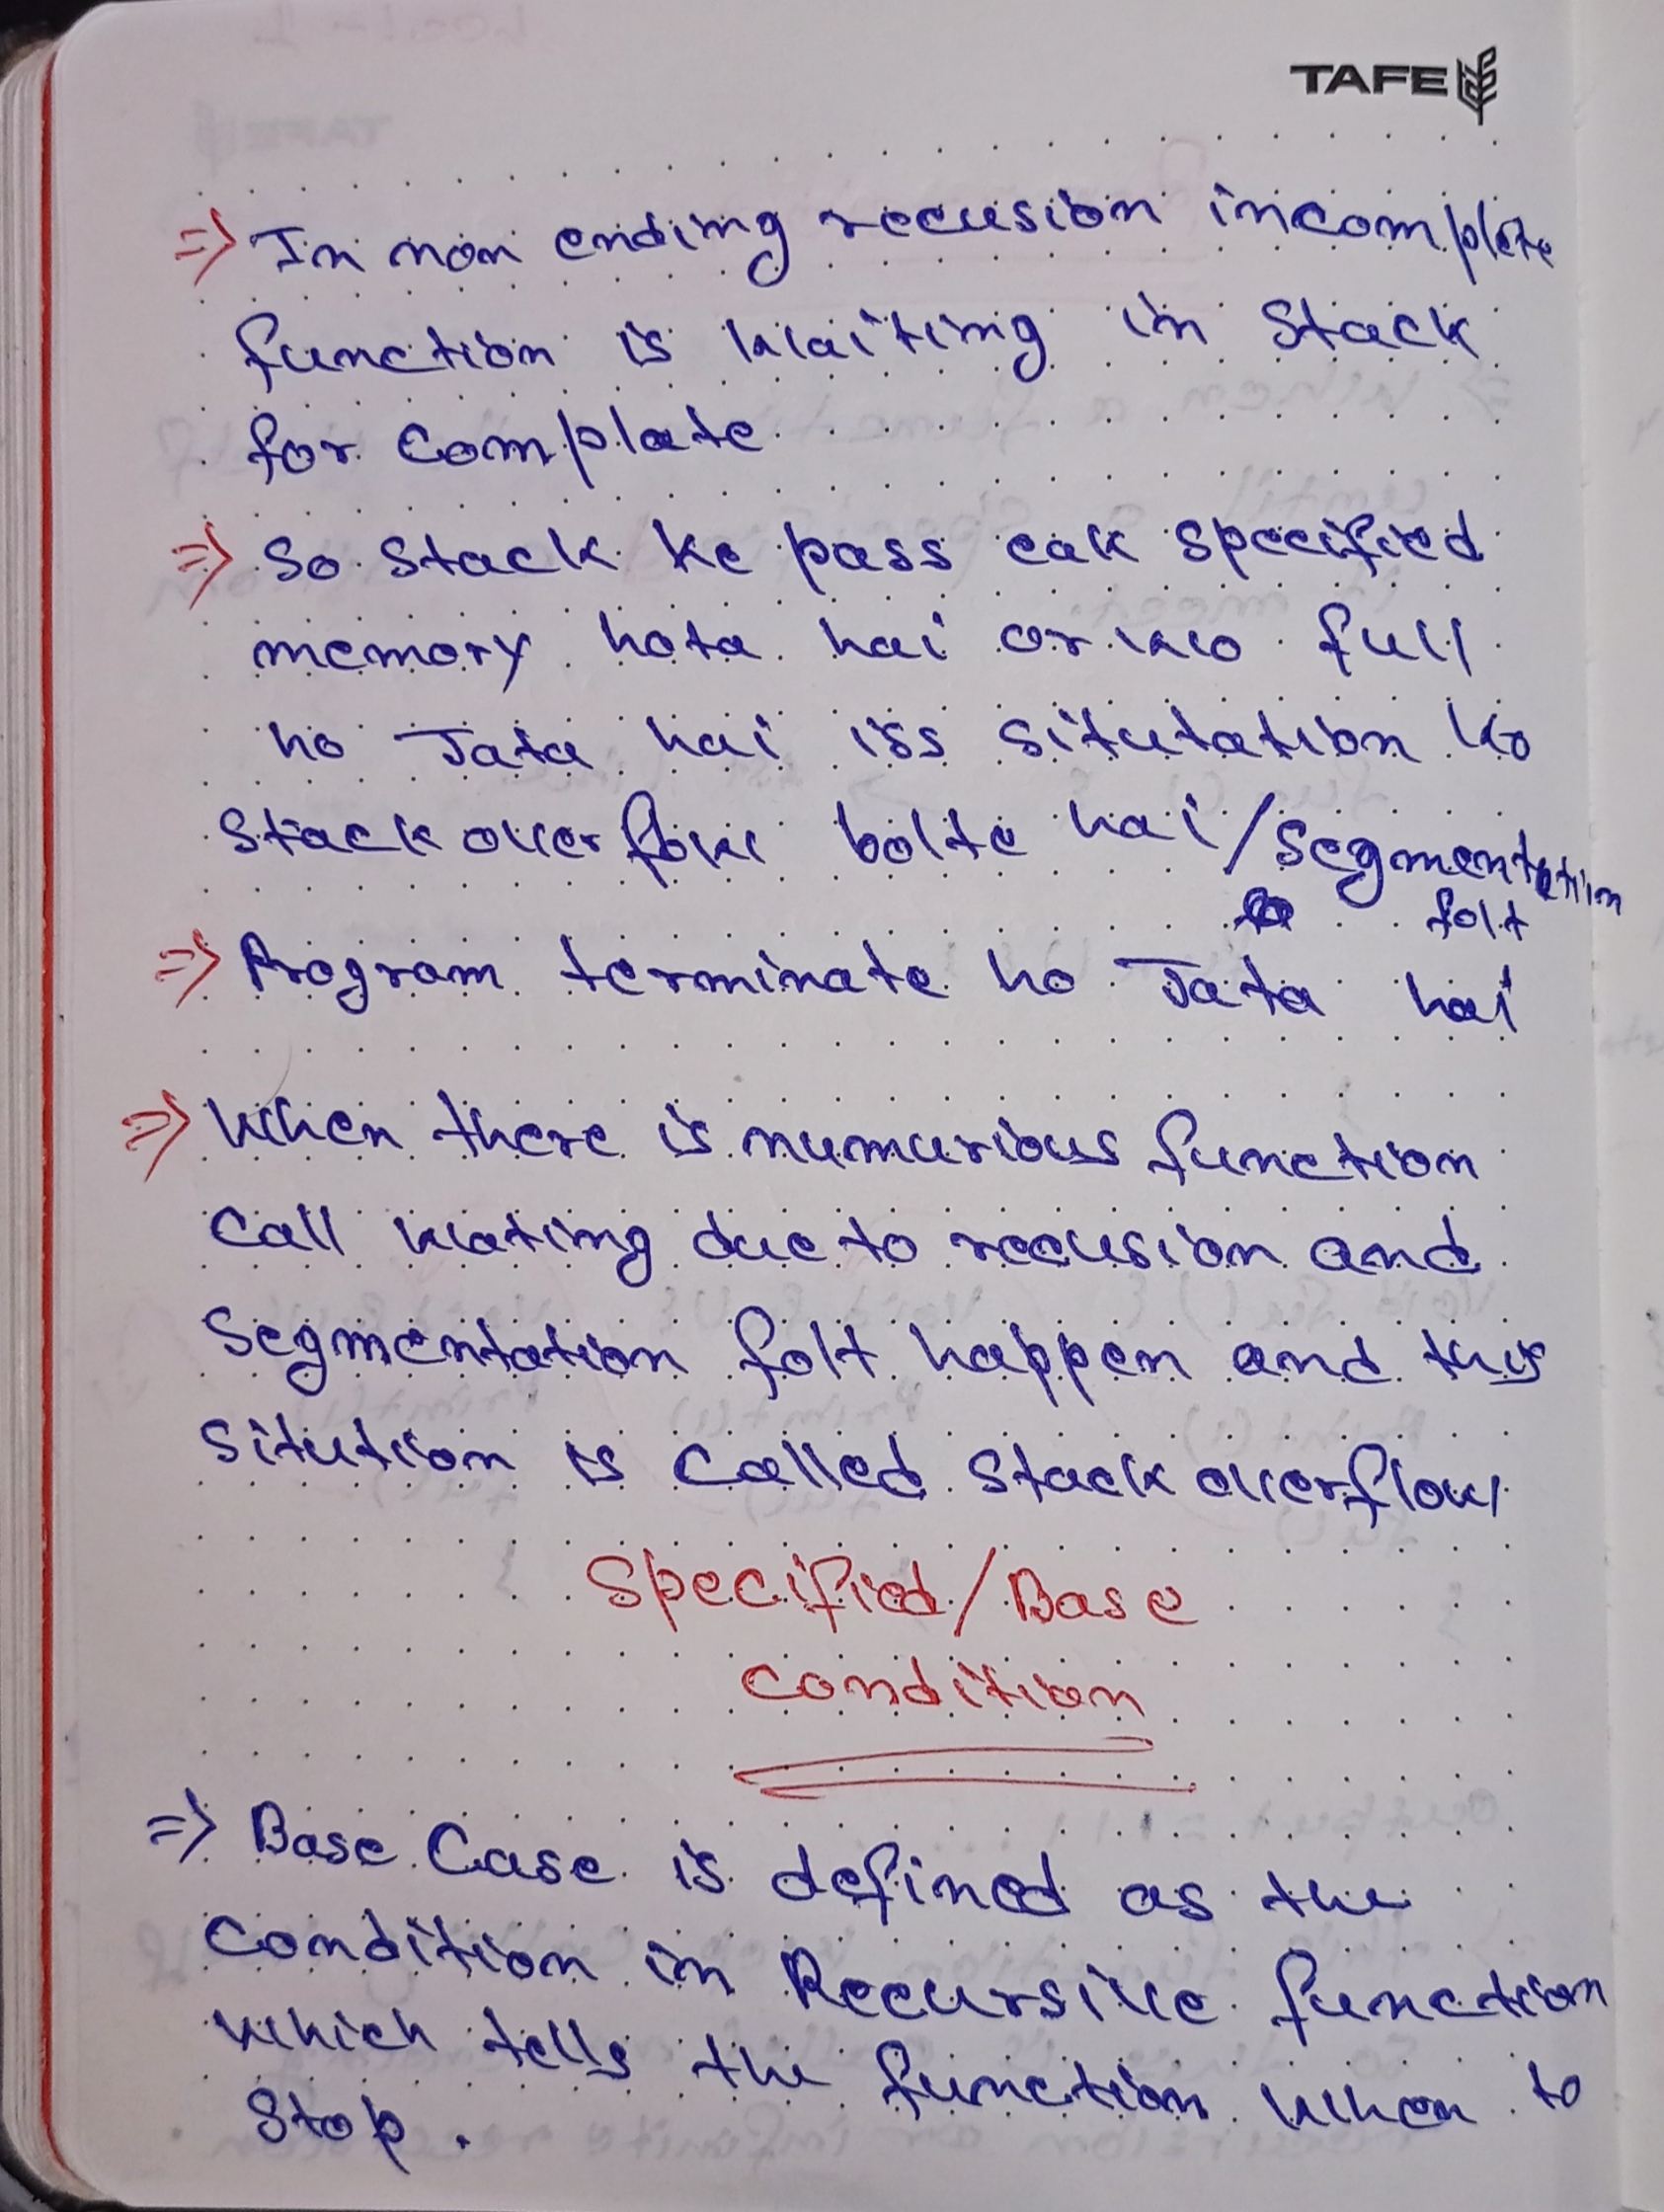 TAFE
=> In non ending recusion incomplete
function is waiting in Stack
for Complate
=> So Stack ke pass eak specified
memory hota hai or wo full
ho Jata hai iss situtation ko
Stack overflow bolte hai/Segmentation
folt
=> Program terminate ho Jata hai
=> When there is numurious function
Call wating due to recusion and
Segmentation folt happen and this
Sitution is Called Stack overflow
Specified/Base
condition
=> Base Case is defined as the
Condition in Recursive function
which tells the function when to
Stop.